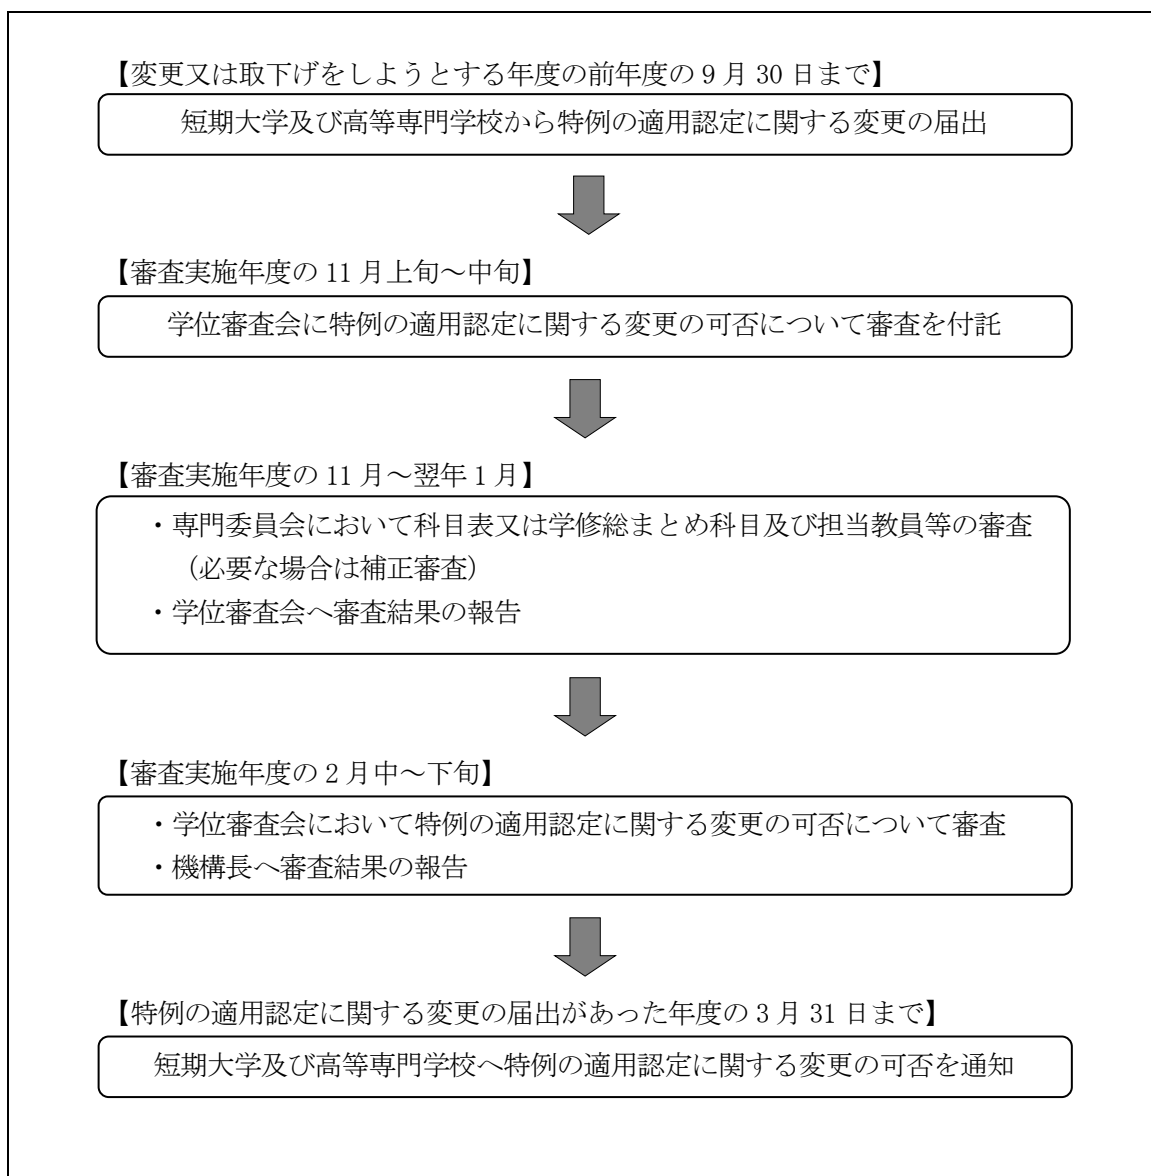 【変更又は取下げをしようとする年度の前年度の 9 月 30 日まで】
短期大学及び高等専門学校から特例の適用認定に関する変更の届出
【審査実施年度の 11 月上旬～中旬】
学位審査会に特例の適用認定に関する変更の可否について審査を付託
【審査実施年度の 11 月～翌年 1 月】
・専門委員会において科目表又は学修総まとめ科目及び担当教員等の審査
（必要な場合は補正審査）
・学位審査会へ審査結果の報告
【審査実施年度の 2 月中～下旬】
・学位審査会において特例の適用認定に関する変更の可否について審査
・機構長へ審査結果の報告
【特例の適用認定に関する変更の届出があった年度の 3 月 31 日まで】
短期大学及び高等専門学校へ特例の適用認定に関する変更の可否を通知